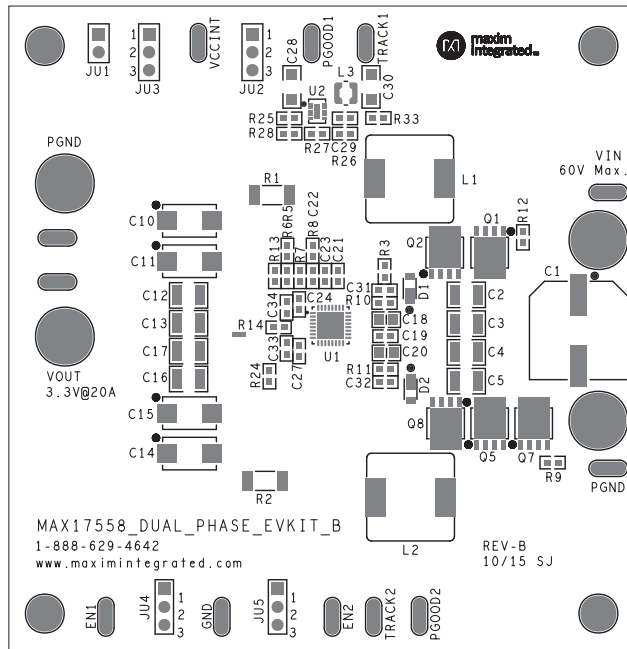 1
2
3
JU1
JU3
VCCINT
1
2
3
JU2
C28
PGOOD1
TRACK1
maxim
integrated™
U2
L3
C30
R25
R28
R27
C29
R26
R33
PGND
VIN
60V Max.
R1
L1
C10
C11
C12
C13
C17
C16
C15
C14
R13
R6
R5
R7
R8
C22
C23
C21
R3
Q2
Q1
R12
C1
C31
R10
D1
C2
C34
C24
C18
C3
R14
C19
U1
C20
C4
C33
R11
R24
C27
C32
D2
C5
VOUT
3.3V@20A
Q8
Q5
Q7
R9
PGND
R2
L2
MAX17558_DUAL_PHASE_EVKIT_B
1-888-629-4642
www.maximintegrated.com
REV-B
10/15 SJ
EN1
JU4
1
2
3
GND
JU5
1
2
3
EN2
TRACK2
PGOOD2